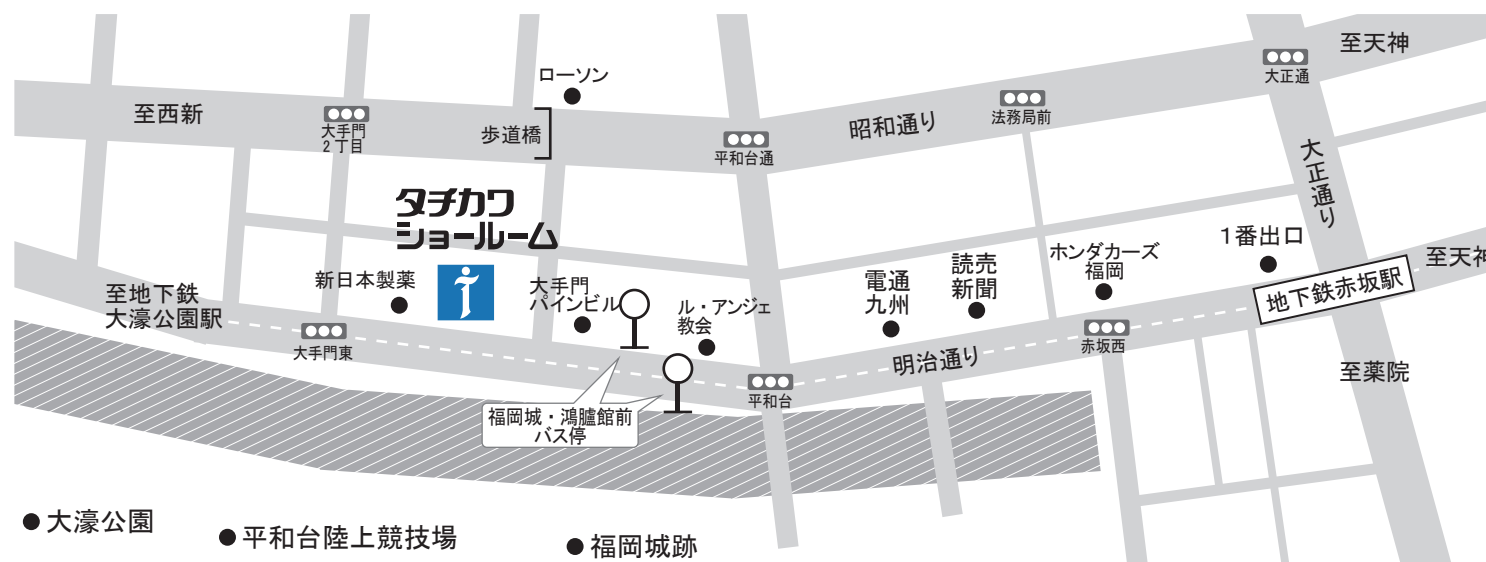 至天神
大正通
ローソン
至西新
大手門
2丁目
歩道橋
法務局前
昭和通り
平和台通
大正通り
タチカワ
ショールーム
1番出口
至天神
ホンダカーズ
福岡
読売
新聞
電通
九州
新日本製薬
大手門
パインビル
ル・アンジェ
教会
至地下鉄
大濠公園駅
地下鉄赤坂駅
大手門東
赤坂西
明治通り
至薬院
平和台
福岡城・鴻臚館前
バス停
大濠公園
平和台陸上競技場
福岡城跡